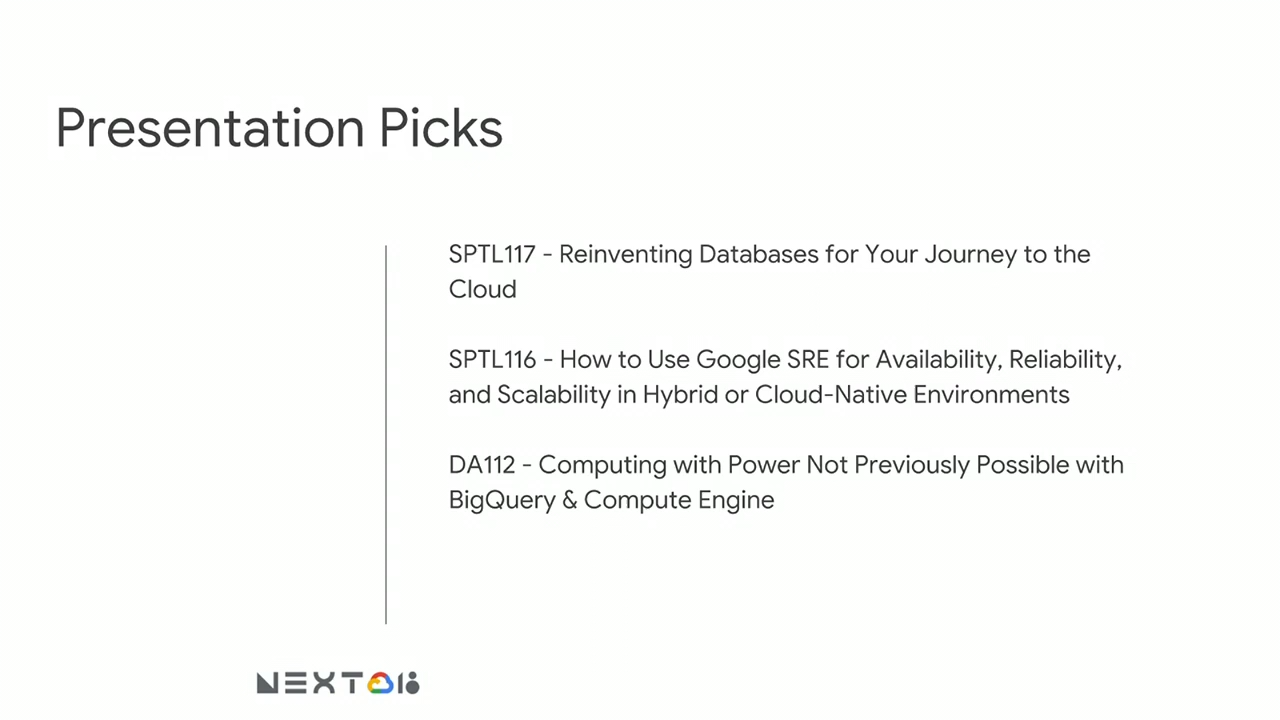 Presentation Picks
SPTL117 - Reinventing Databases for Your Journey to the
Cloud
SPTL116 - How to Use Google SRE for Availability, Reliability,
and Scalability in Hybrid or Cloud-Native Environments
DA112 - Computing with Power Not Previously Possible with
BigQuery & Compute Engine
NEXT 18